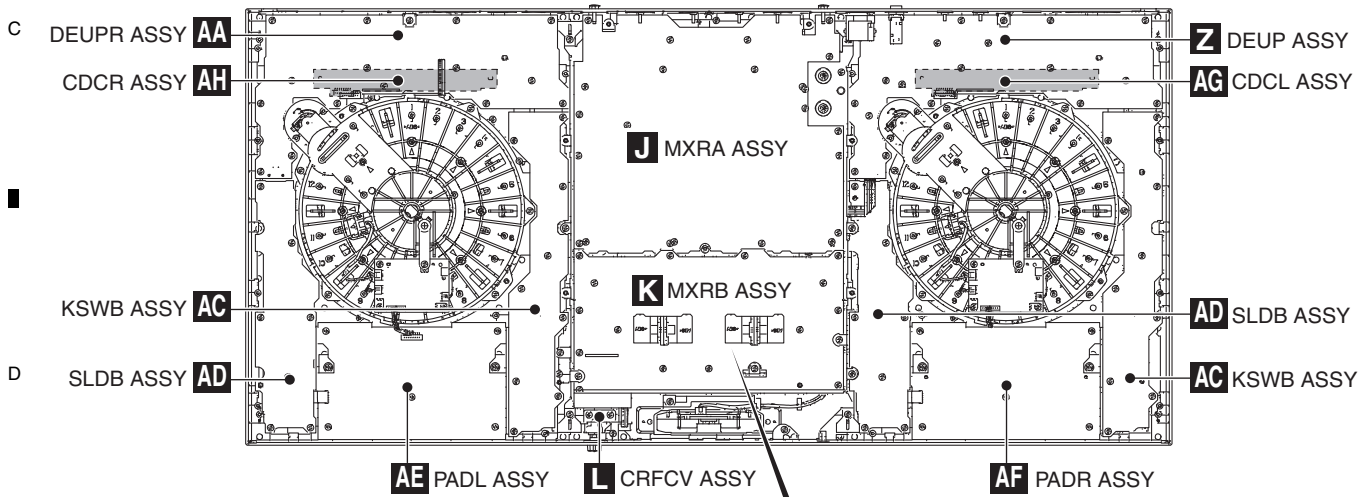 C
DEUPR ASSY AA
Z DEUP ASSY
CDCR ASSY AH
AG CDCL ASSY
J MXRA ASSY
K MXRB ASSY
KSWB ASSY AC
AD SLDB ASSY
D
SLDB ASSY AD
AC KSWB ASSY
AE PADL ASSY
L CRFCV ASSY
AF PADR ASSY